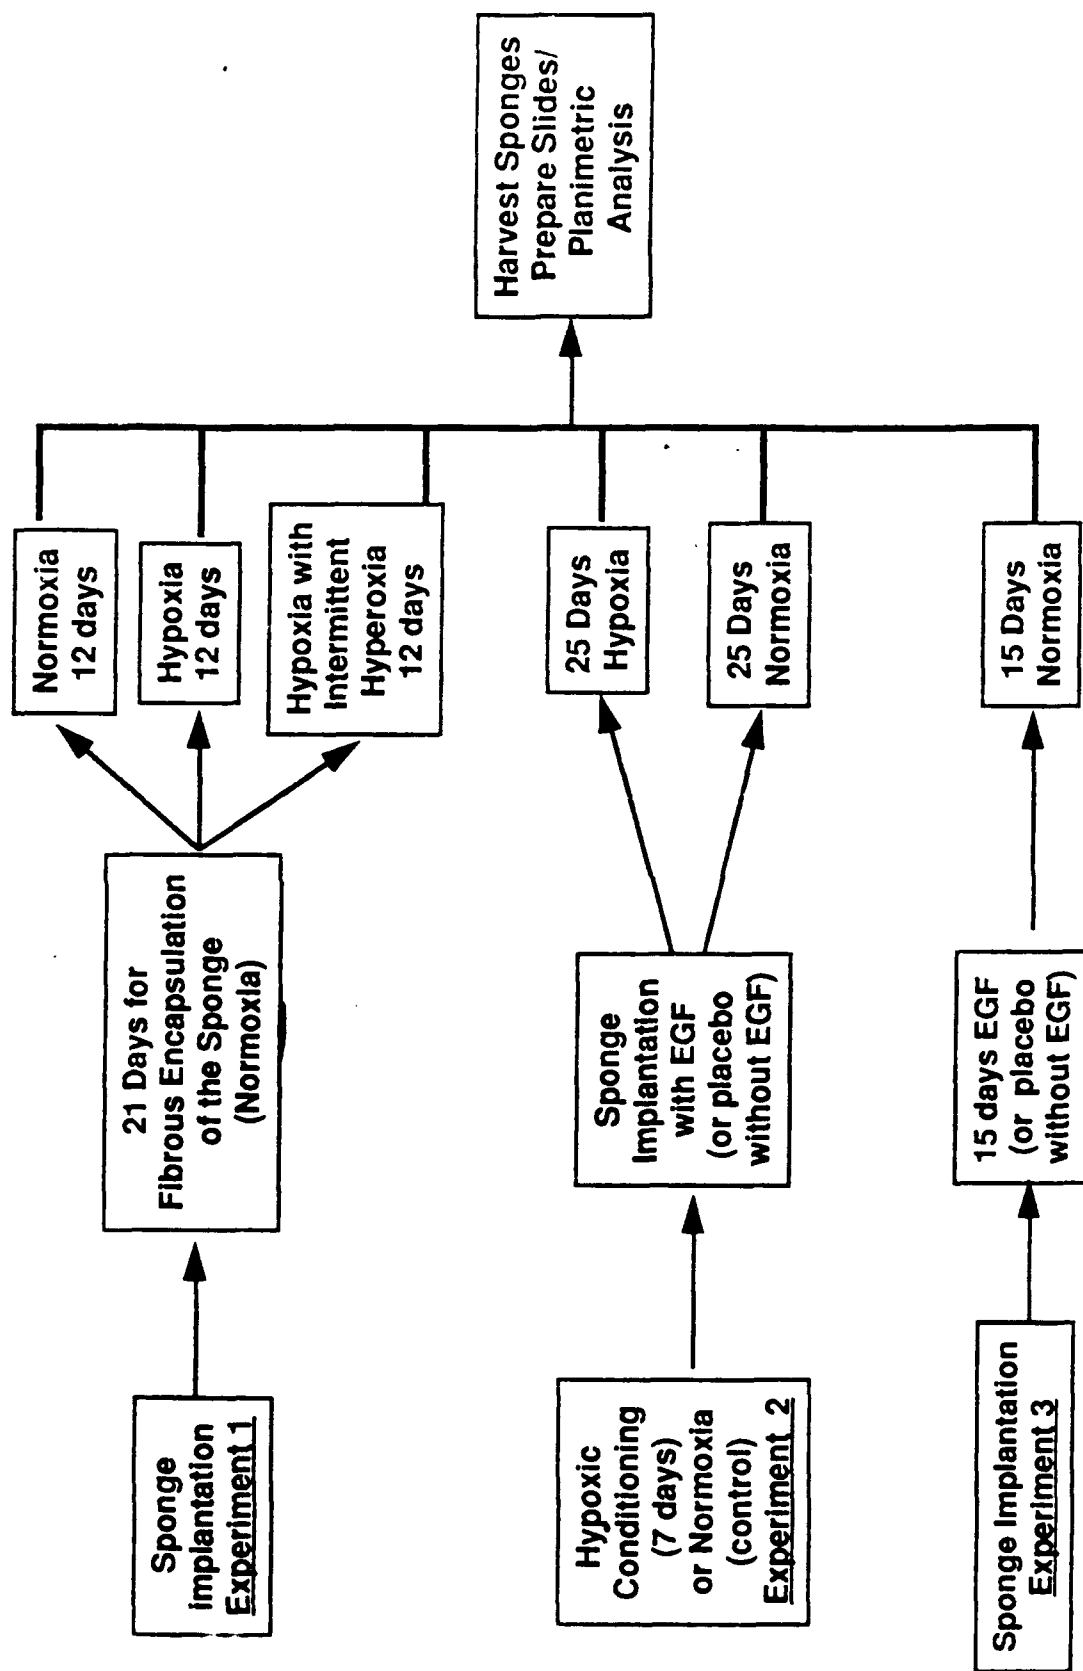 Sponge
implantation
Experiment 1
21 Days for
Fibrous Encapsulation
of the Sponge
(Normoxia)
Normoxia
12 days
Hypoxia
12 days
Hypoxia with
Intermittent
Hyperoxia
12 days
Hypoxic
Conditioning
(7 days)
or Normoxia
(control)
Experiment 2
Sponge
Implantation
with EGF
(or placebo
without EGF)
25 Days
Hypoxia
25 Days
Normoxia
Sponge Implantation
Experiment 3
15 days EGF
(or placebo
without EGF)
15 Days
Normoxia
Harvest Sponges
Prepare Slides/
Planimetric
Analysis